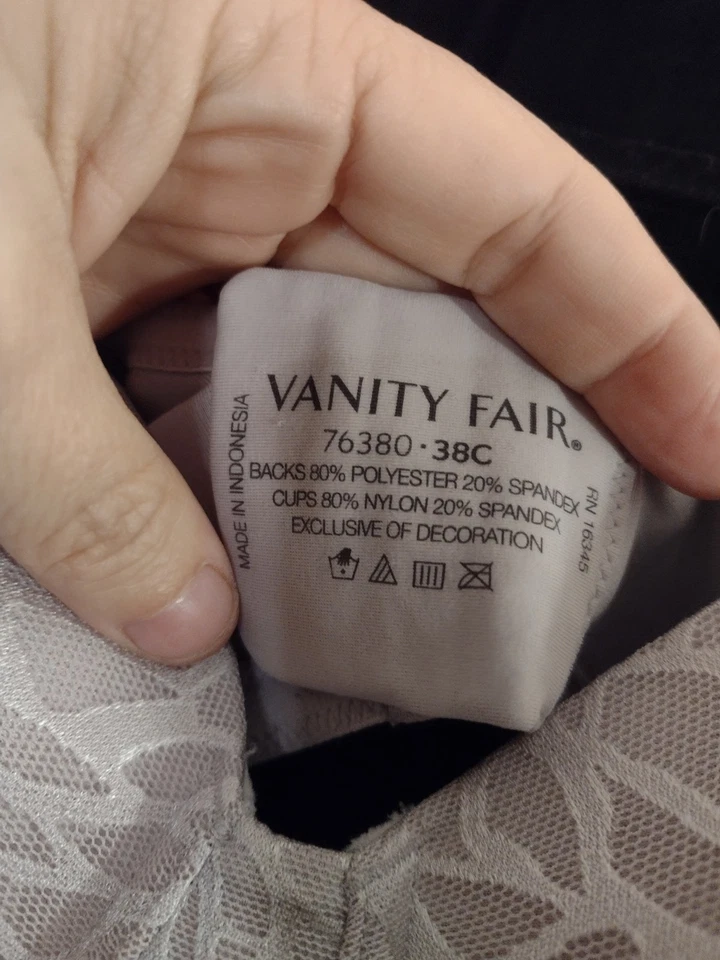 VANITY FAIR®
76380 · 38C
BACKS 80% POLYESTER 20% SPANDEX
CUPS 80% NYLON 20% SPANDEX
EXCLUSIVE OF DECORATION
MADE IN INDONESIA
RN 16345